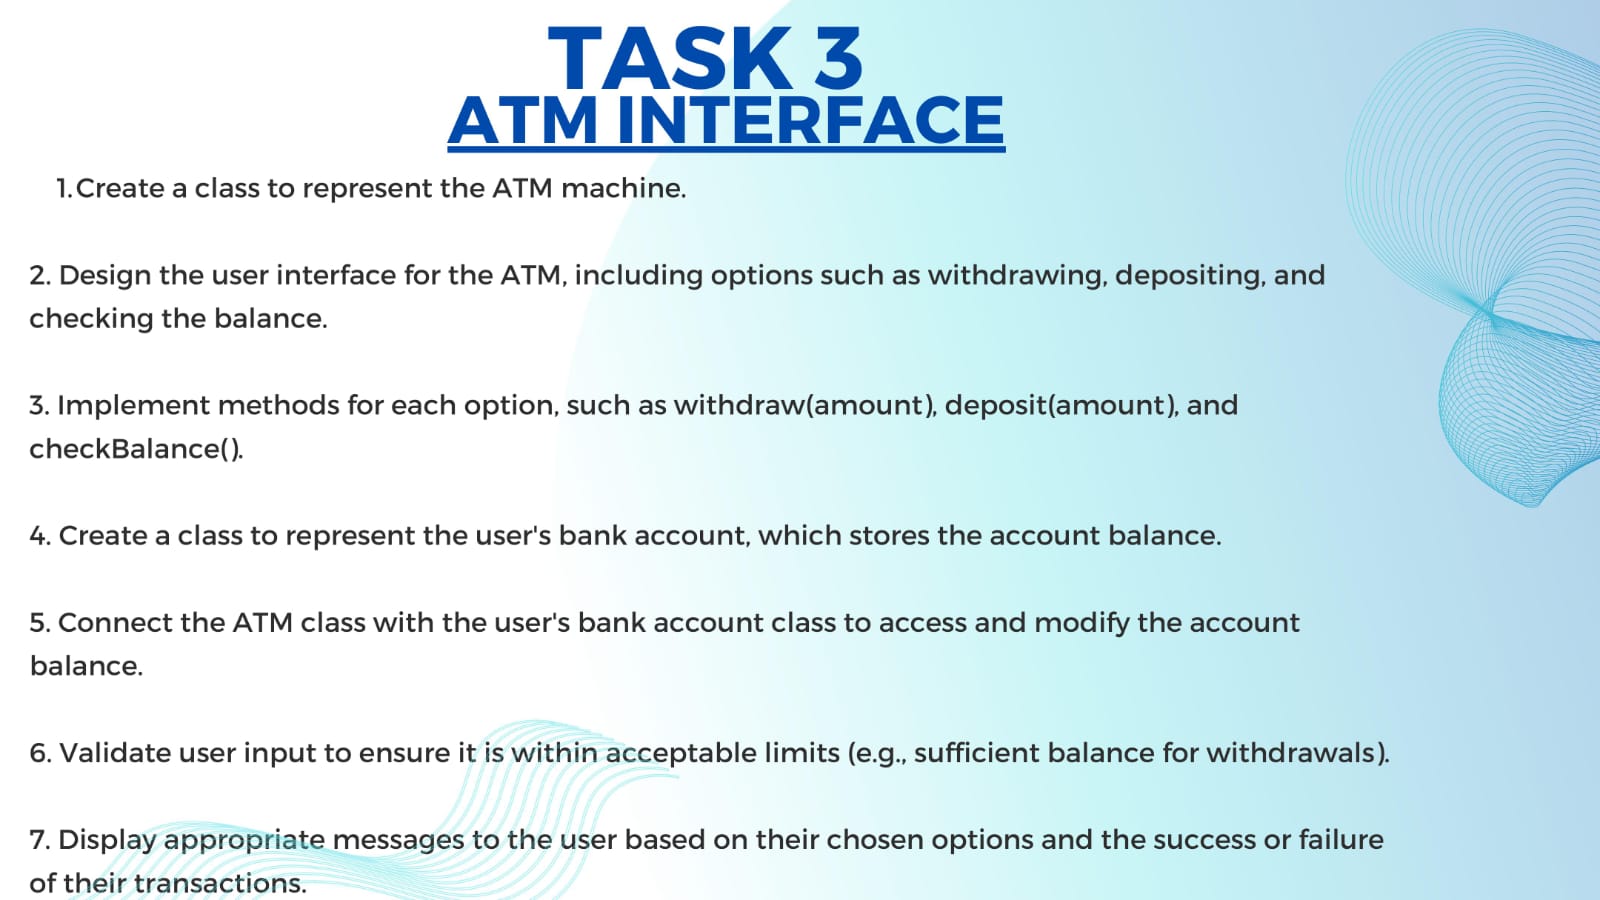 TASK 3
ATM INTERFACE
1.Create a class to represent the ATM machine.
2. Design the user interface for the ATM, including options such as withdrawing, depositing, and
checking the balance.
3. Implement methods for each option, such as withdraw(amount), deposit(amount), and
checkBalance().
4. Create a class to represent the user's bank account, which stores the account balance.
5. Connect the ATM class with the user's bank account class to access and modify the account
balance.
6. Validate user input to ensure it is within acceptable limits (e.g., sufficient balance for withdrawals).
7. Display appropriate messages to the user based on their chosen options and the success or failure
of their transactions.